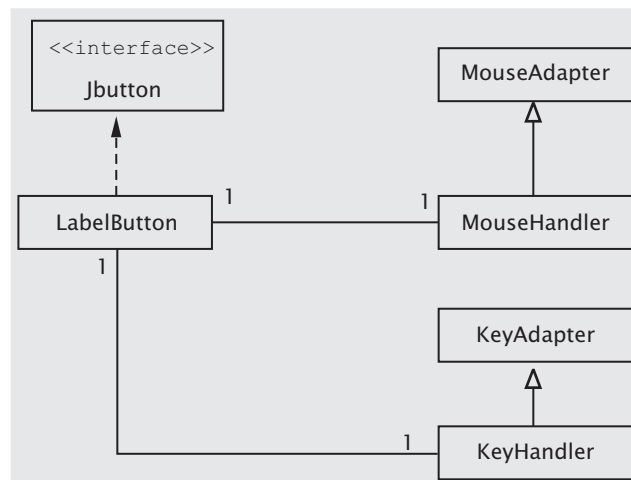 <<interface>>
Jbutton
MouseAdapter
LabelButton
1
1
MouseHandler
1
KeyAdapter
1
KeyHandler